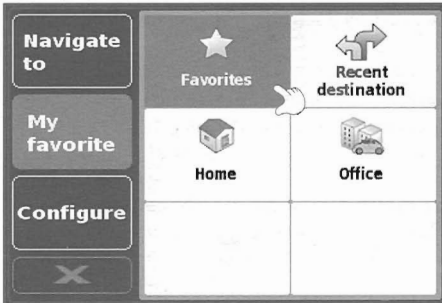 Navigate
to
My
favorite
Configure
Favorites
Recent
destination
Home
Office